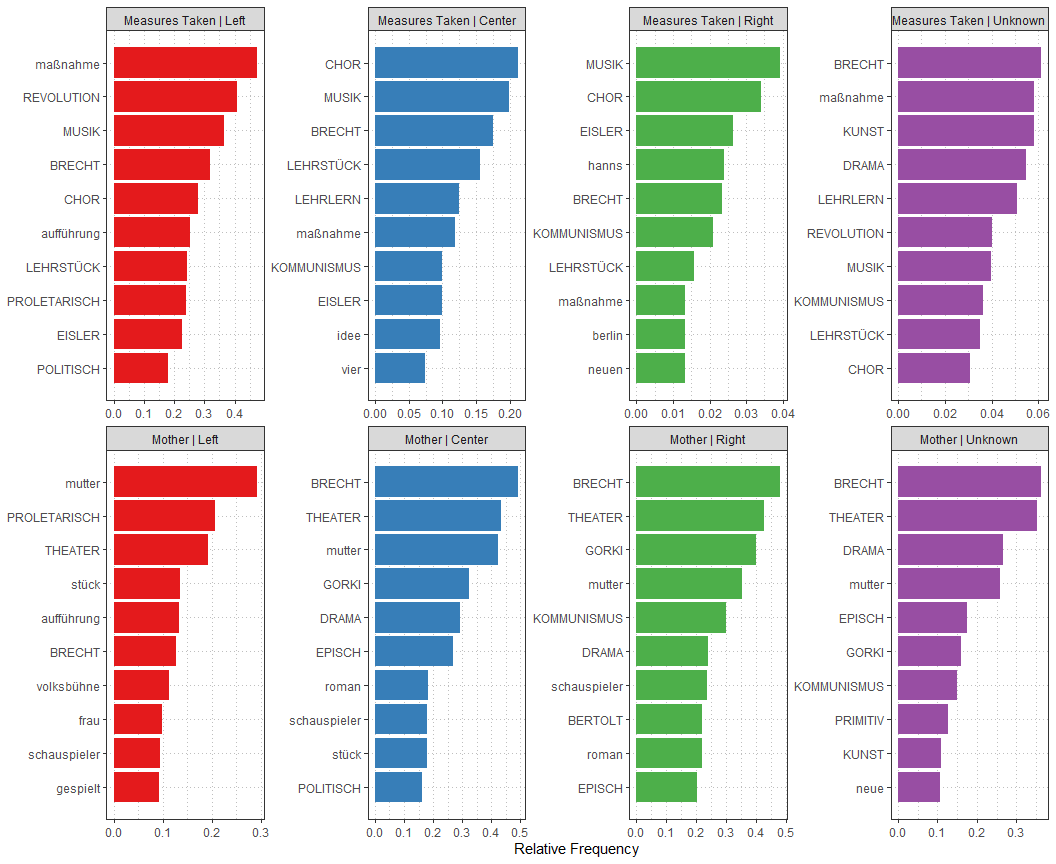 Measures Taken | Left
maßnahme
REVOLUTION
MUSIK
BRECHT
CHOR
aufführung
LEHRSTÜCK
PROLETARISCH
EISLER
POLITISCH
0.0 0.1 0.2 0.3 0.4
Measures Taken | Center
CHOR
MUSIK
BRECHT
LEHRSTÜCK
LEHRLERN
maßnahme
KOMMUNISMUS
EISLER
idee
vier
0.00 0.05 0.10 0.15 0.20
Measures Taken | Right
MUSIK
CHOR
EISLER
hanns
BRECHT
KOMMUNISMUS
LEHRSTÜCK
maßnahme
berlin
neuen
0.00 0.01 0.02 0.03 0.04
Measures Taken | Unknown
BRECHT
maßnahme
KUNST
DRAMA
LEHRLERN
REVOLUTION
MUSIK
KOMMUNISMUS
LEHRSTÜCK
CHOR
0.00 0.02 0.04 0.06
Mother | Left
mutter
PROLETARISCH
THEATER
stück
aufführung
BRECHT
volksbühne
frau
schauspieler
gespielt
0.0 0.1 0.2 0.3
Mother | Center
BRECHT
THEATER
mutter
GORKI
DRAMA
EPISCH
roman
schauspieler
stück
POLITISCH
0.0 0.1 0.2 0.3 0.4 0.5
Mother | Right
BRECHT
THEATER
GORKI
mutter
KOMMUNISMUS
DRAMA
schauspieler
BERTOLT
roman
EPISCH
0.0 0.1 0.2 0.3 0.4 0.5
Mother | Unknown
BRECHT
THEATER
DRAMA
mutter
EPISCH
GORKI
KOMMUNISMUS
PRIMITIV
KUNST
neue
0.0 0.1 0.2 0.3
Relative Frequency